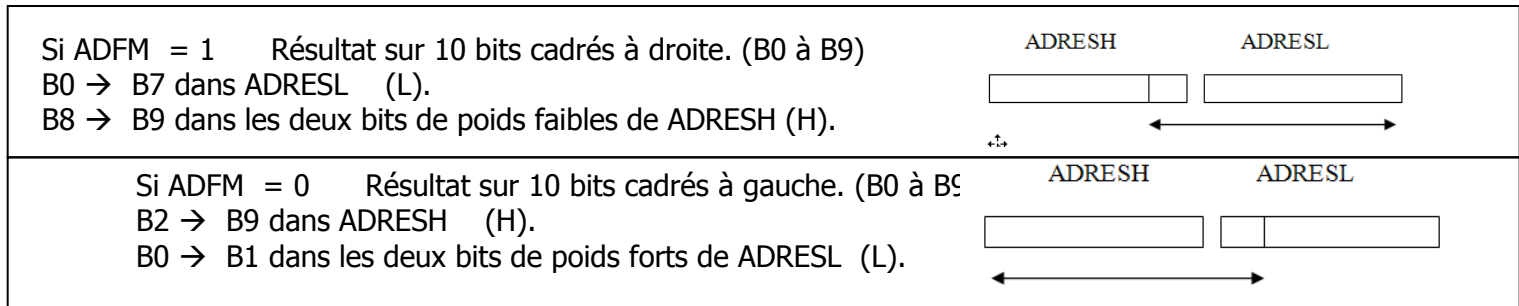 Si ADFM = 1 Résultat sur 10 bits cadrés à droite. (B0 à B9)
B0 → B7 dans ADRESL (L).
B8 → B9 dans les deux bits de poids faibles de ADRESH (H).
ADRESH ADRESL
Si ADFM = 0 Résultat sur 10 bits cadrés à gauche. (B0 à B9
B2 → B9 dans ADRESH (H).
B0 → B1 dans les deux bits de poids forts de ADRESL (L).
ADRESH ADRESL